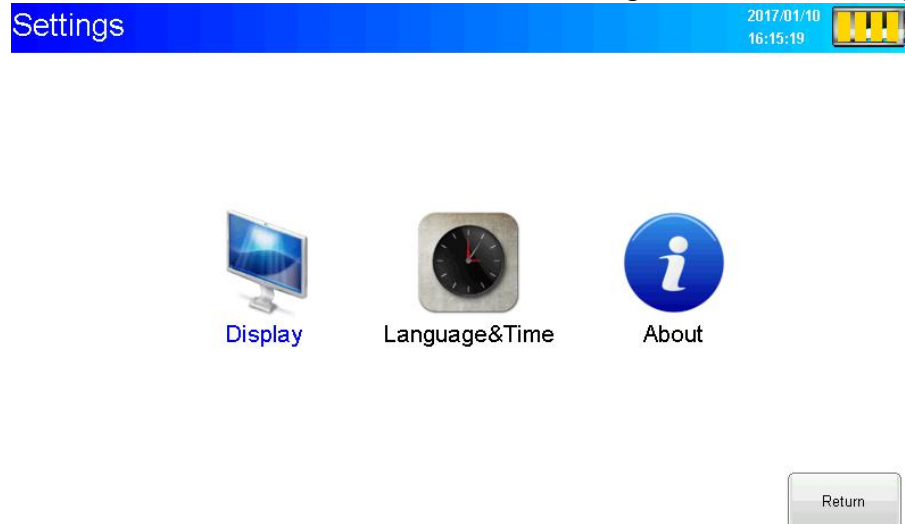 Settings
2017/01/10
16:15:19
Display
Language&Time
About
Return